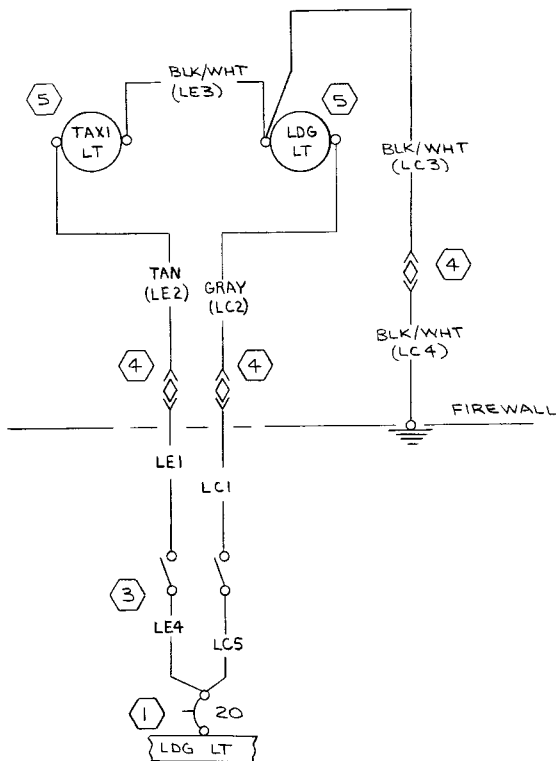 BLK/WHT
(LE3)
5
5
TAXI
LT
LDG
LT
BLK/WHT
(LC3)
4
TAN
(LE2)
GRAY
(LC2)
BLK/WHT
(LC4)
4
4
FIREWALL
LE1
LC1
3
LE4
LC5
1
20
LDG LT